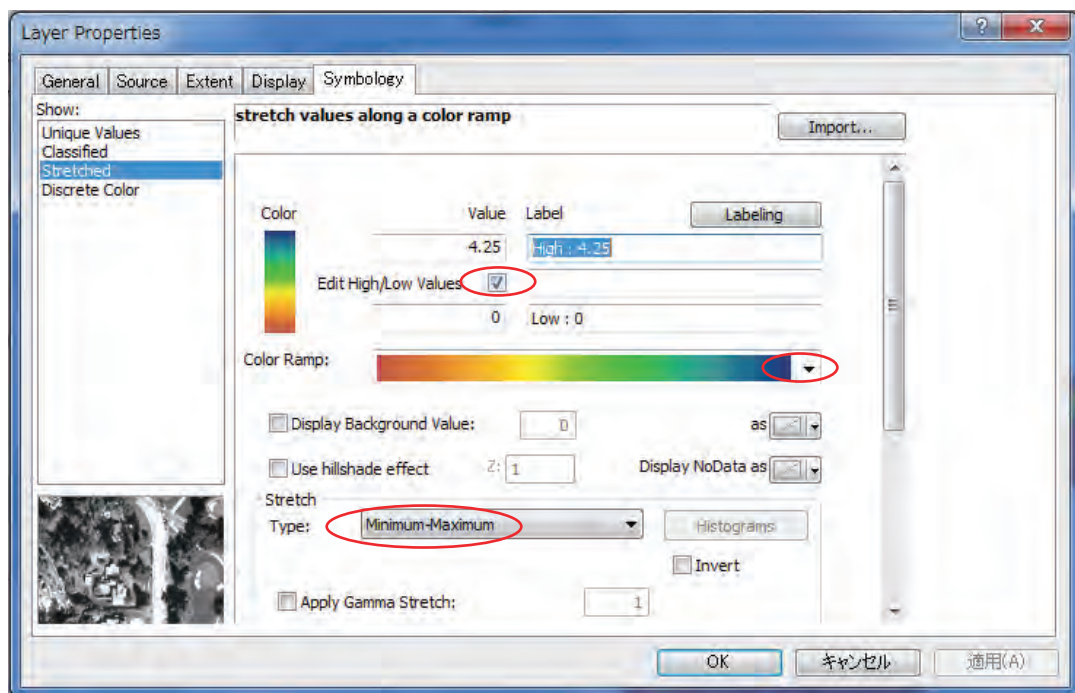 Layer Properties
?
General Source Extent Display Symbology
Show:
Unique Values
Classified
Stretched
Discrete Color
stretch values along a color ramp
Import...
Color Value Label Labeling
4.25 High : 4.25
Edit High/Low Values
0 Low : 0
Color Ramp:
Display Background Value: 0 as
Use hillshade effect Z: 1 Display NoData as
Stretch
Type: Minimum-Maximum Histograms
Invert
Apply Gamma Stretch: 1
OK キャンセル 適用(A)